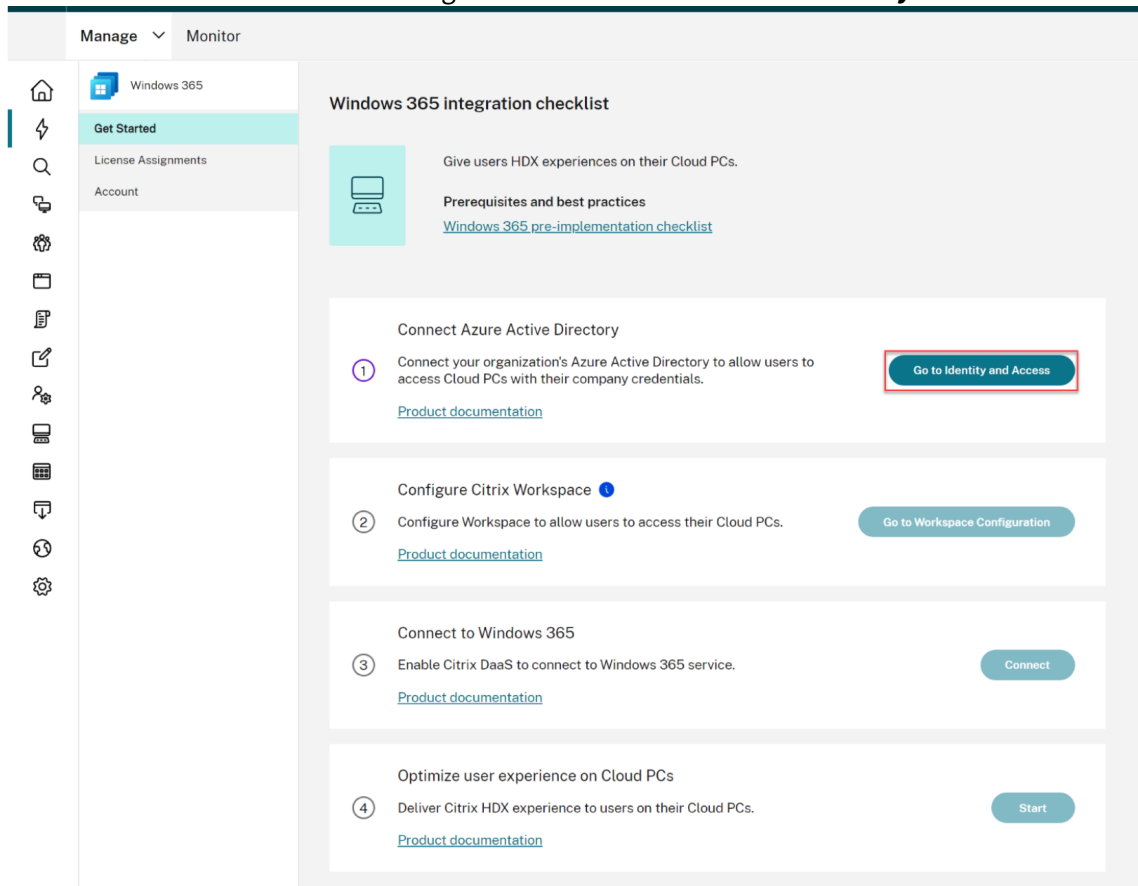 Manage Monitor
Windows 365
Get Started
License Assignments
Account
Windows 365 integration checklist
Give users HDX experiences on their Cloud PCs.
Prerequisites and best practices
Windows 365 pre-implementation checklist
Connect Azure Active Directory
1
Connect your organization's Azure Active Directory to allow users to
access Cloud PCs with their company credentials.
Go to Identity and Access
Product documentation
Configure Citrix Workspace
2
Configure Workspace to allow users to access their Cloud PCs.
Go to Workspace Configuration
Product documentation
Connect to Windows 365
3
Enable Citrix DaaS to connect to Windows 365 service.
Connect
Product documentation
Optimize user experience on Cloud PCs
4
Deliver Citrix HDX experience to users on their Cloud PCs.
Start
Product documentation